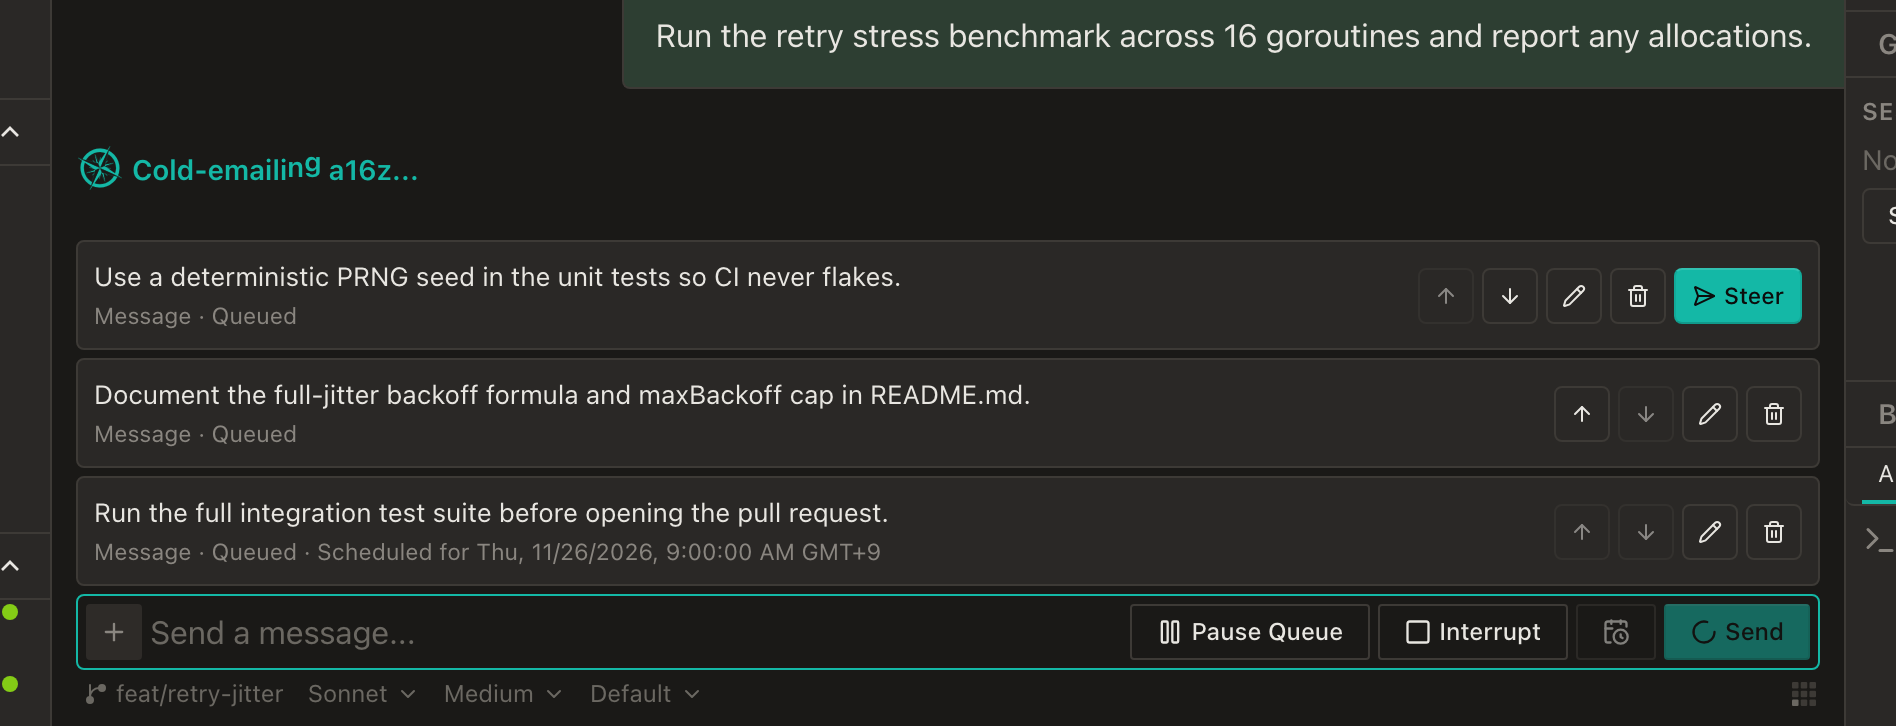 Run the retry stress benchmark across 16 goroutines and report any allocations.
Cold-emailing a16z...
Use a deterministic PRNG seed in the unit tests so CI never flakes.
Message · Queued
Steer
Document the full-jitter backoff formula and maxBackoff cap in README.md.
Message · Queued
Run the full integration test suite before opening the pull request.
Message · Queued · Scheduled for Thu, 11/26/2026, 9:00:00 AM GMT+9
Send a message...
Pause Queue
Interrupt
Send
feat/retry-jitter
Sonnet
Medium
Default